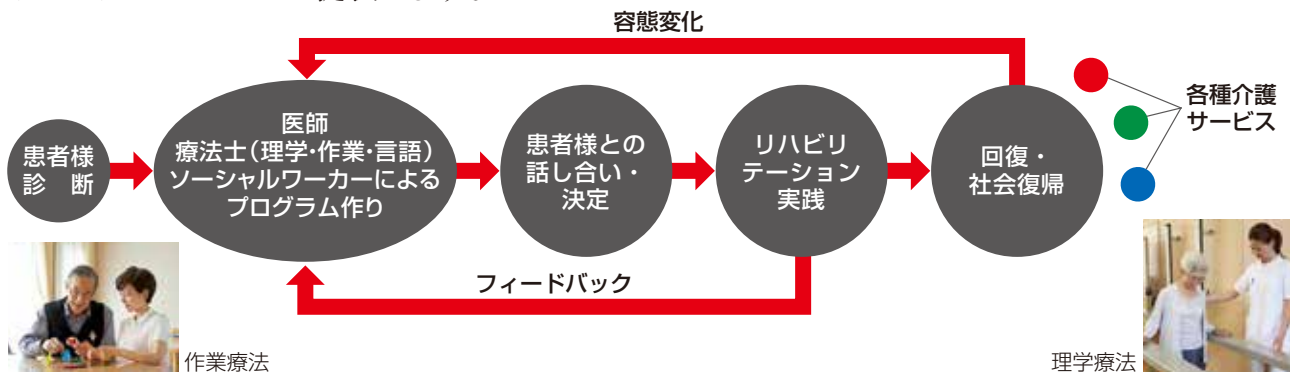 容態変化
患者様
診　断
医師
療法士（理学・作業・言語）
ソーシャルワーカーによる
プログラム作り
患者様との
話し合い・
決定
リハビリ
テーション
実践
回復・
社会復帰
各種介護
サービス
フィードバック
作業療法
理学療法